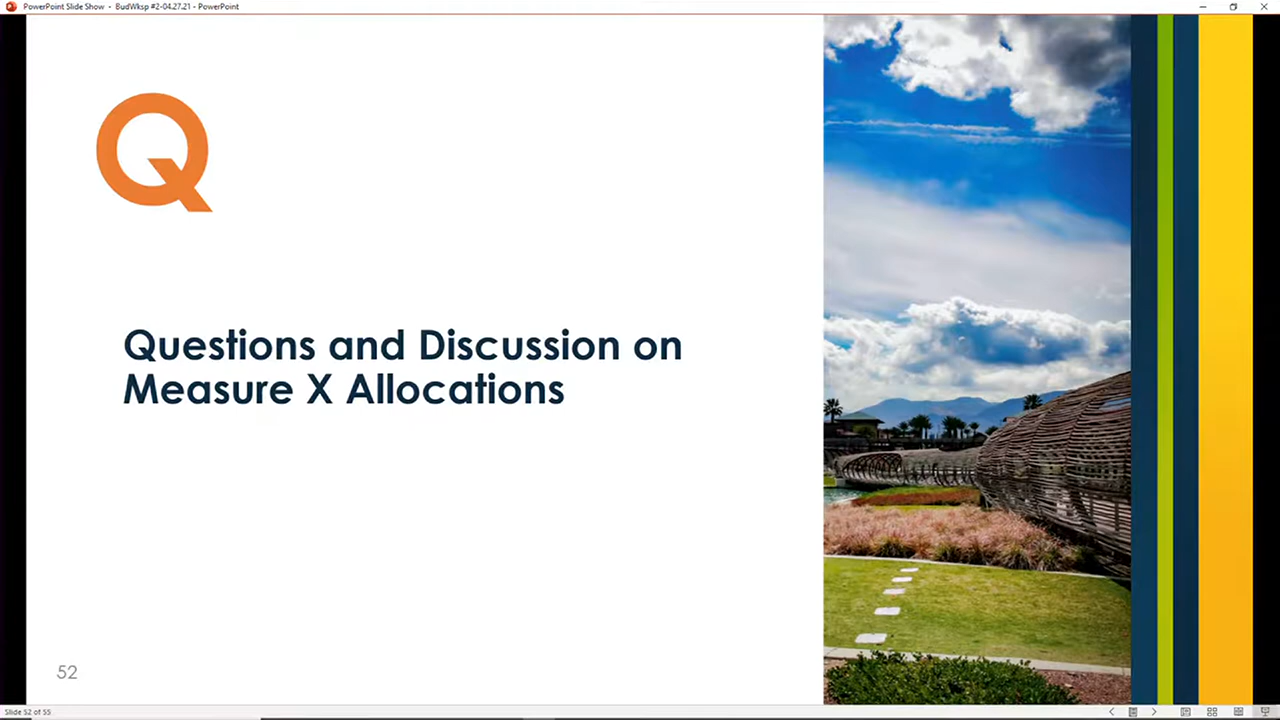 PowerPoint Slide Show - BudWksp #2-04.27.21 - PowerPoint
Q
Questions and Discussion on
Measure X Allocations
52
Slide 52 of 55